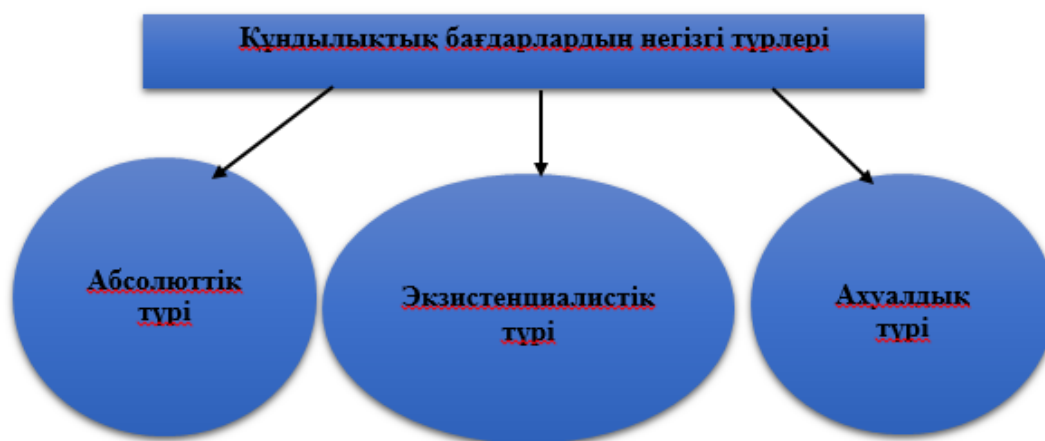 Құндылықтық бағдарлардың негізгі түрлері
Абсолюттік
түрі
Экзистенциалистік
түрі
Ахуалдық
түрі